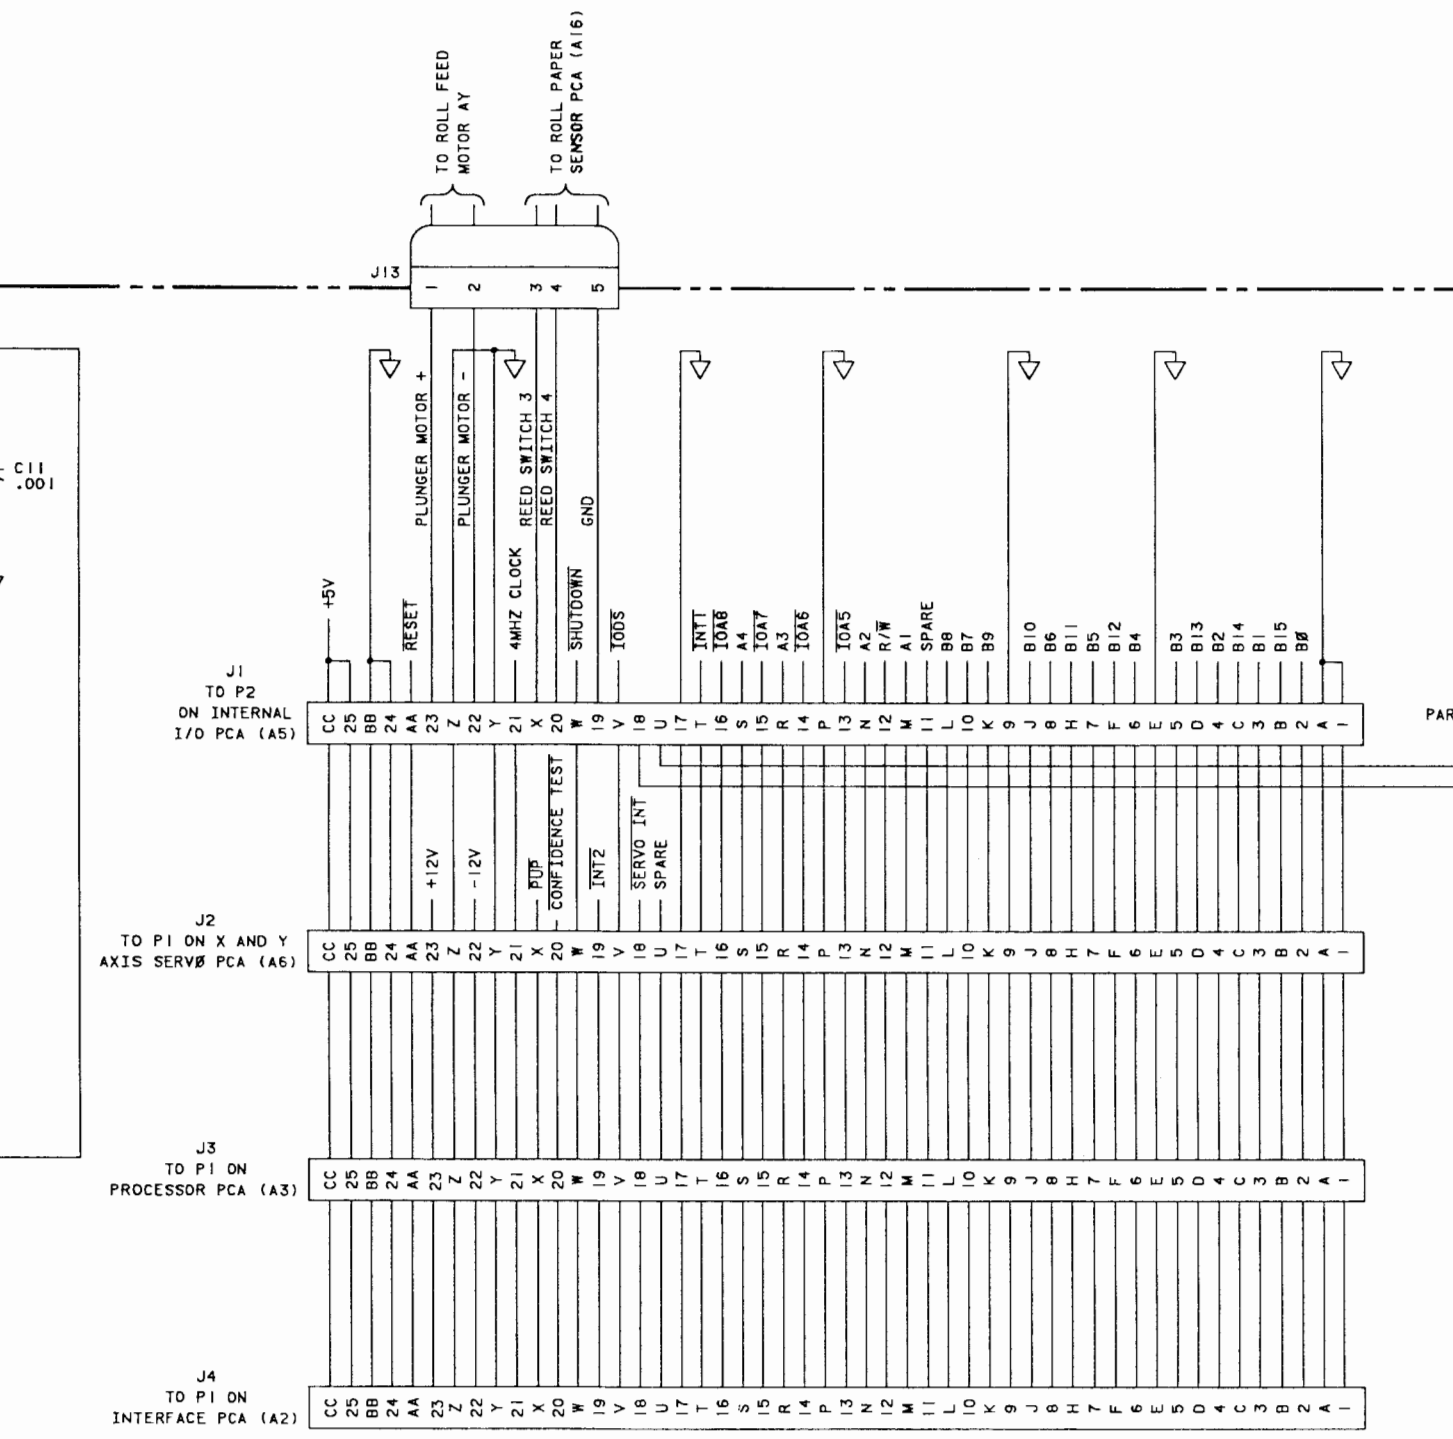 TO ROLL FEED
MOTOR AY
TO ROLL PAPER
SENSOR PCA (A16)
J13
1 2 3 4 5
C11
.001
PLUNGER MOTOR +
PLUNGER MOTOR -
REED SWITCH 3
REED SWITCH 4
GND
+5V
RESET
4MHZ CLOCK
SHUTDOWN
IODS
INT1
IOA8
A4
IOA7
A3
IOA6
IOA5
A2
R/W
A1
SPARE
B8
B7
B9
B10
B6
B11
B5
B12
B4
B3
B13
B2
B14
B1
B15
BØ
J1
TO P2
ON INTERNAL
I/O PCA (A5)
CC 25 BB 24 AA 23 Z 22 Y 21 X 20 W 19 V 18 U 17 T 16 S 15 R 14 P 13 N 12 M 11 L 10 K 9 J 8 H 7 F 6 E 5 D 4 C 3 B 2 A 1
PAR
+12V
-12V
PUP
CONFIDENCE TEST
INT2
SERVO INT
SPARE
J2
TO P1 ON X AND Y
AXIS SERVØ PCA (A6)
CC 25 BB 24 AA 23 Z 22 Y 21 X 20 W 19 V 18 U 17 T 16 S 15 R 14 P 13 N 12 M 11 L 10 K 9 J 8 H 7 F 6 E 5 D 4 C 3 B 2 A 1
J3
TO P1 ON
PROCESSOR PCA (A3)
CC 25 BB 24 AA 23 Z 22 Y 21 X 20 W 19 V 18 U 17 T 16 S 15 R 14 P 13 N 12 M 11 L 10 K 9 J 8 H 7 F 6 E 5 D 4 C 3 B 2 A 1
J4
TO P1 ON
INTERFACE PCA (A2)
CC 25 BB 24 AA 23 Z 22 Y 21 X 20 W 19 V 18 U 17 T 16 S 15 R 14 P 13 N 12 M 11 L 10 K 9 J 8 H 7 F 6 E 5 D 4 C 3 B 2 A 1